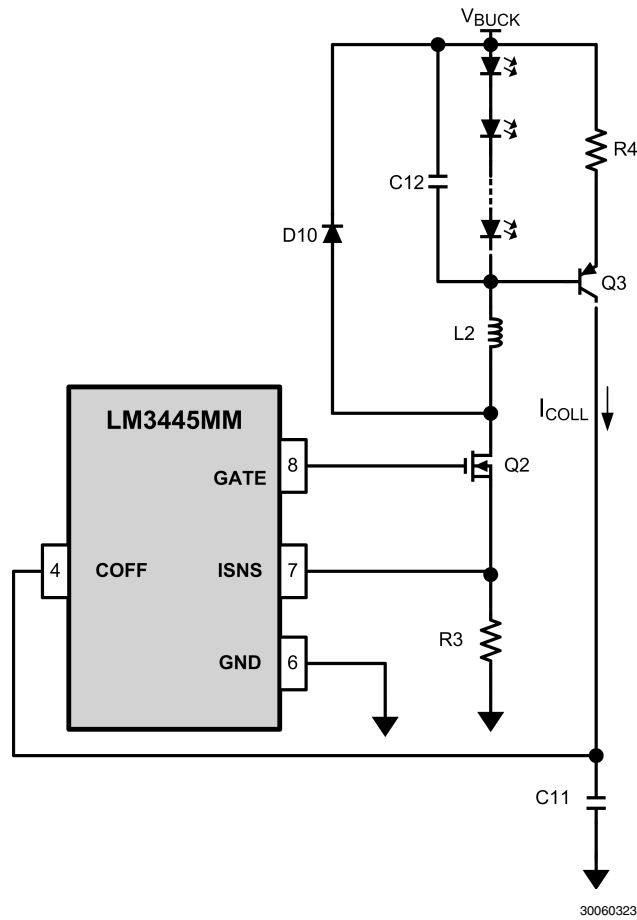 VBUCK
R4
C12
D10
Q3
L2
ICOLL
LM3445MM
8
GATE
Q2
4
COFF
ISNS
7
R3
GND
6
C11
30060323